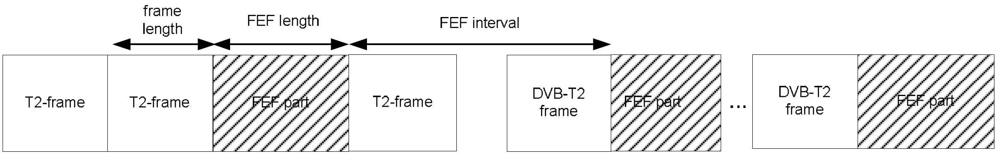 frame
length
FEF length
FEF interval
T2-frame
T2-frame
FEF part
T2-frame
DVB-T2
frame
FEF part
...
DVB-T2
frame
FEF part